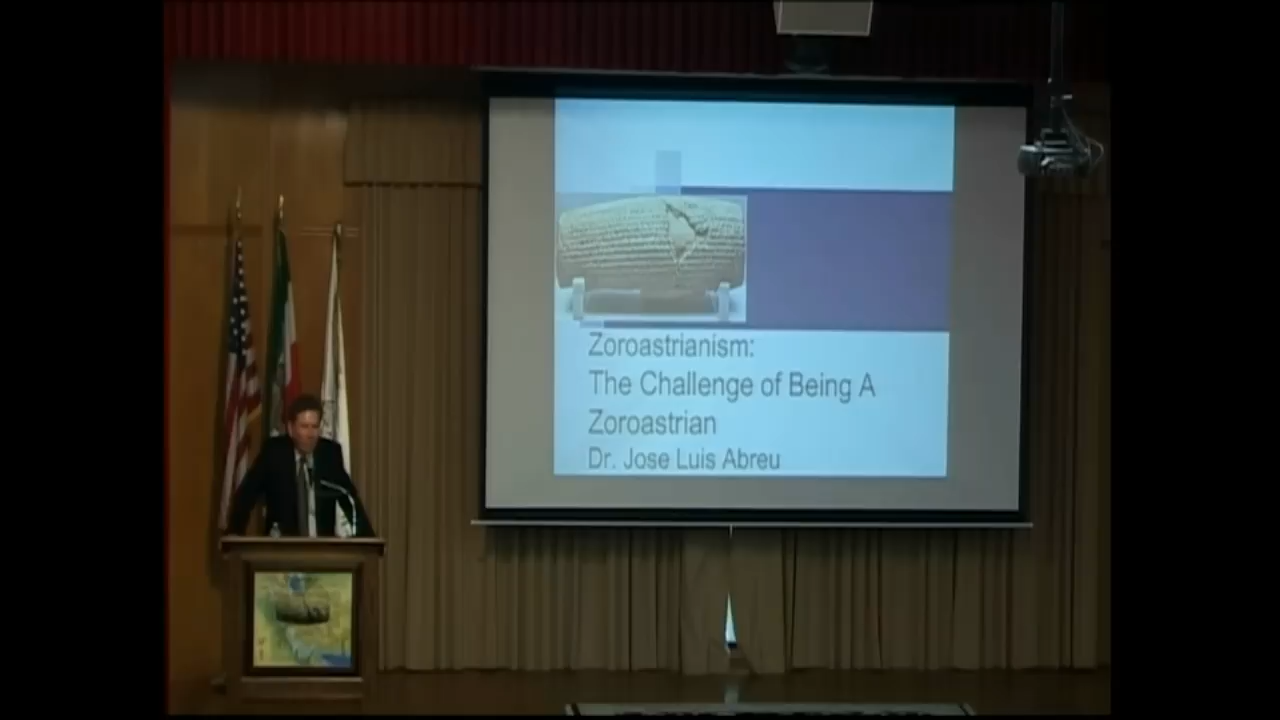 Zoroastrianism:
The Challenge of Being A
Zoroastrian
Dr. Jose Luis Abreu